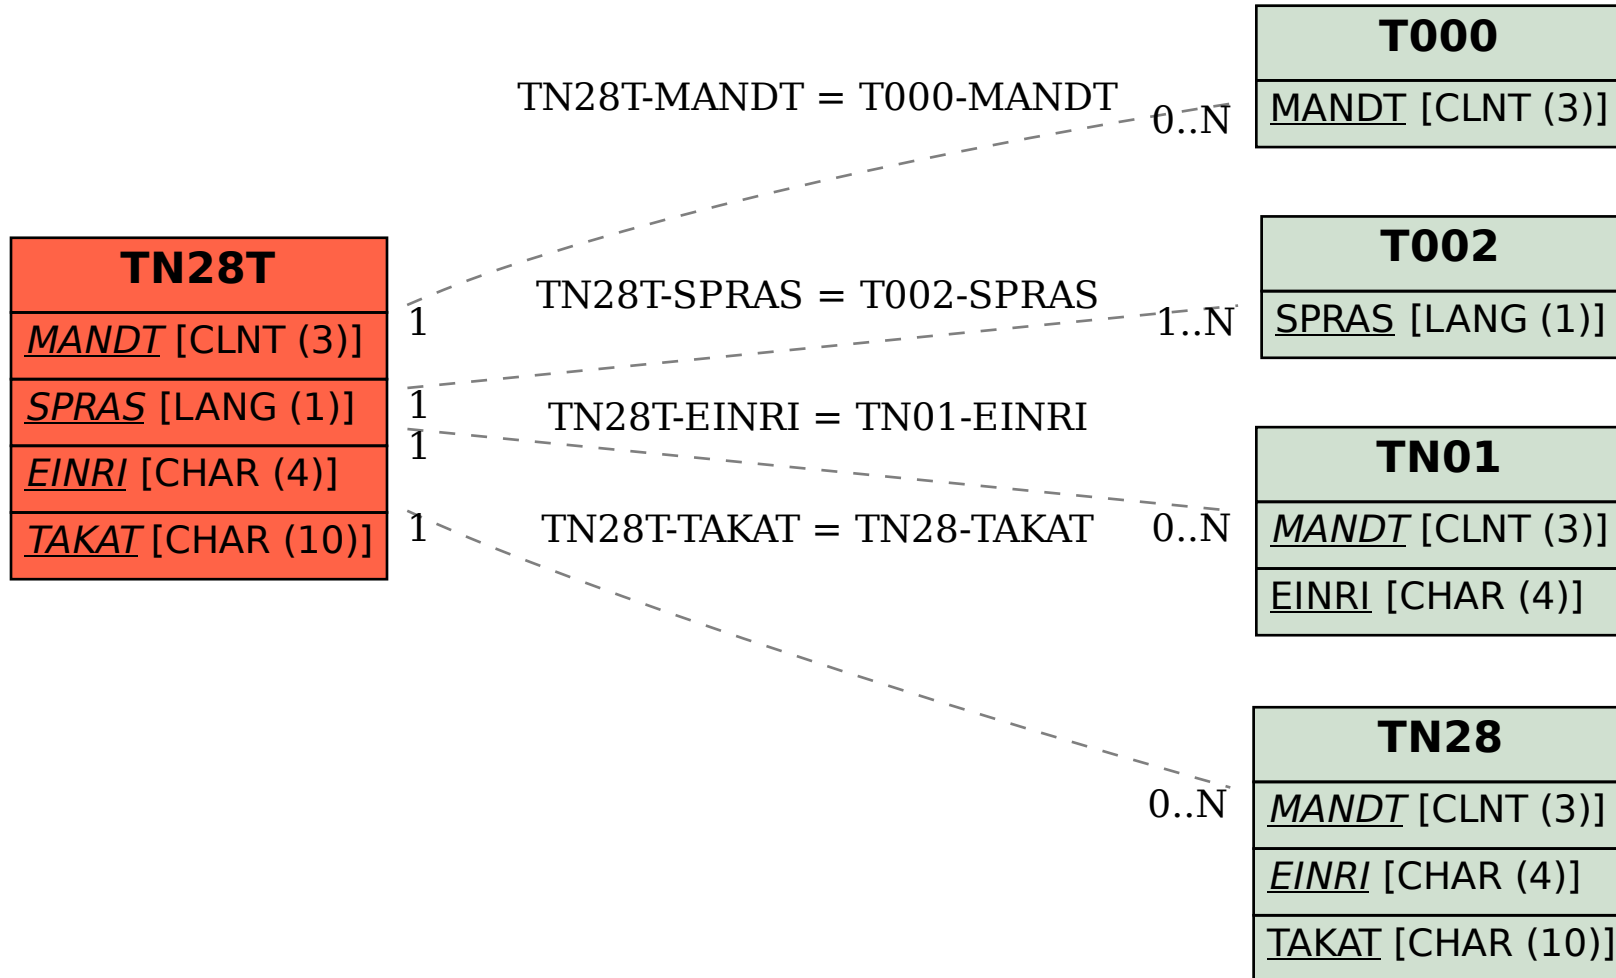 TN28T
MANDT [CLNT (3)]
SPRAS [LANG (1)]
EINRI [CHAR (4)]
TAKAT [CHAR (10)]
TN28T-MANDT = T000-MANDT
1
0..N
TN28T-SPRAS = T002-SPRAS
1
1..N
TN28T-EINRI = TN01-EINRI
1
0..N
TN28T-TAKAT = TN28-TAKAT
1
0..N
T000
MANDT [CLNT (3)]
T002
SPRAS [LANG (1)]
TN01
MANDT [CLNT (3)]
EINRI [CHAR (4)]
TN28
MANDT [CLNT (3)]
EINRI [CHAR (4)]
TAKAT [CHAR (10)]